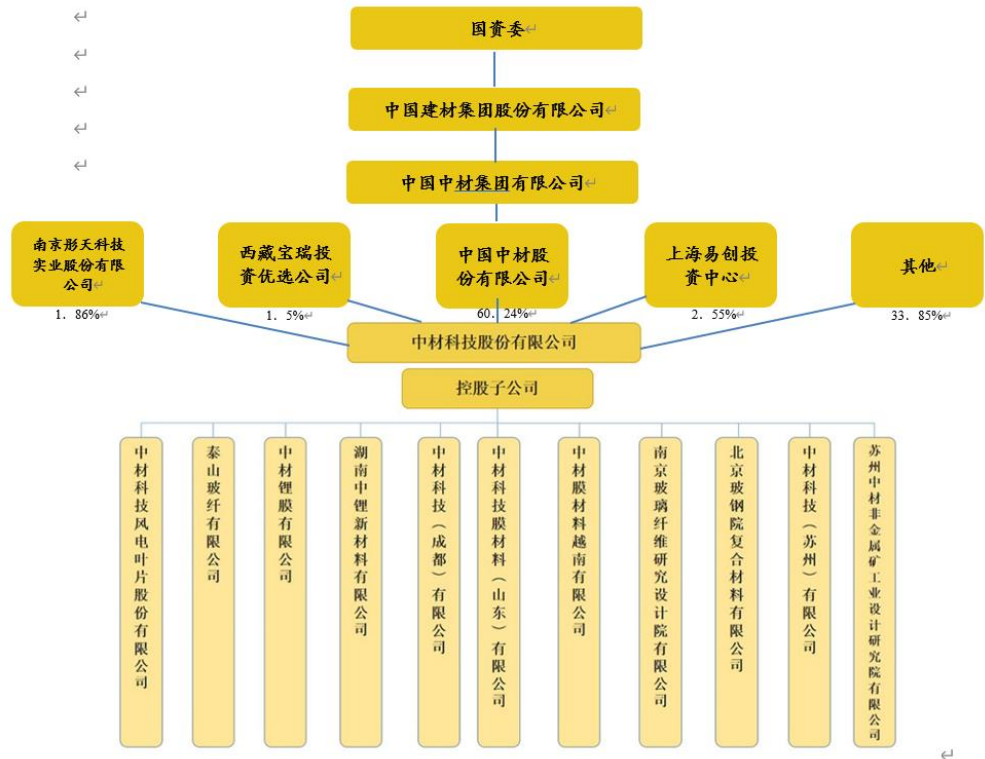 国资委
中国建材集团股份有限公司
中国中材集团有限公司
南京彤天科技
实业股份有限
公司
西藏宝瑞投
资优选公司
中国中材股
份有限公司
上海易创投
资中心
其他
1. 86%
1. 5%
60. 24%
2. 55%
33. 85%
中材科技股份有限公司
控股子公司
中材科技风电叶片股份有限公司
泰山玻纤有限公司
中材锂膜有限公司
湖南中锂新材料有限公司
中材科技（成都）有限公司
中材科技膜材料（山东）有限公司
中材膜材料越南有限公司
南京玻璃纤维研究设计院有限公司
北京玻钢院复合材料有限公司
中材科技（苏州）有限公司
苏州中材非金属矿工业设计研究院有限公司